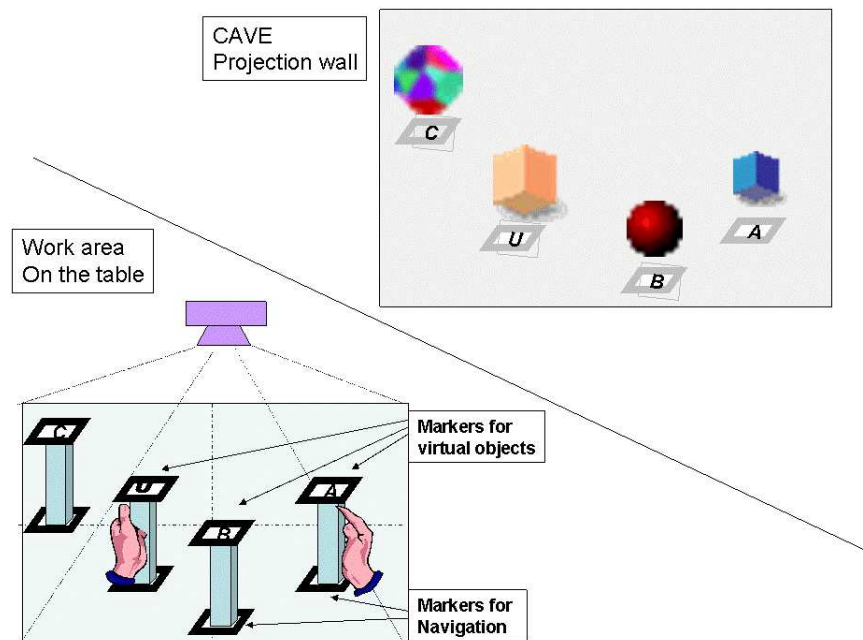 CAVE
Projection wall
C
U
B
A
Work area
On the table
C
U
B
A
Markers for
virtual objects
Markers for
Navigation